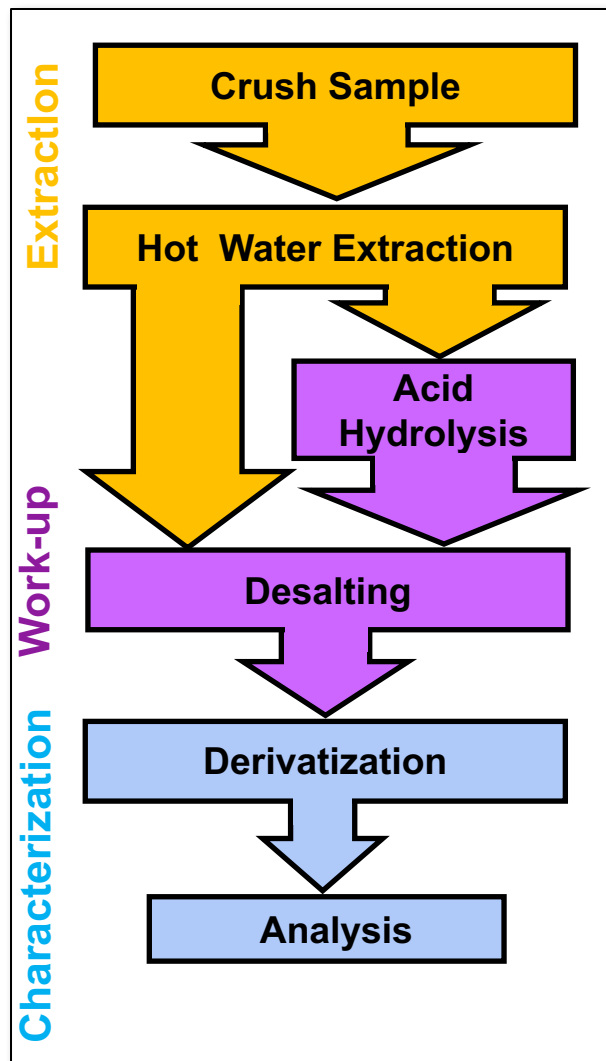 Extraction
Crush Sample
Hot Water Extraction
Acid
Hydrolysis
Work-up
Desalting
Characterization
Derivatization
Analysis